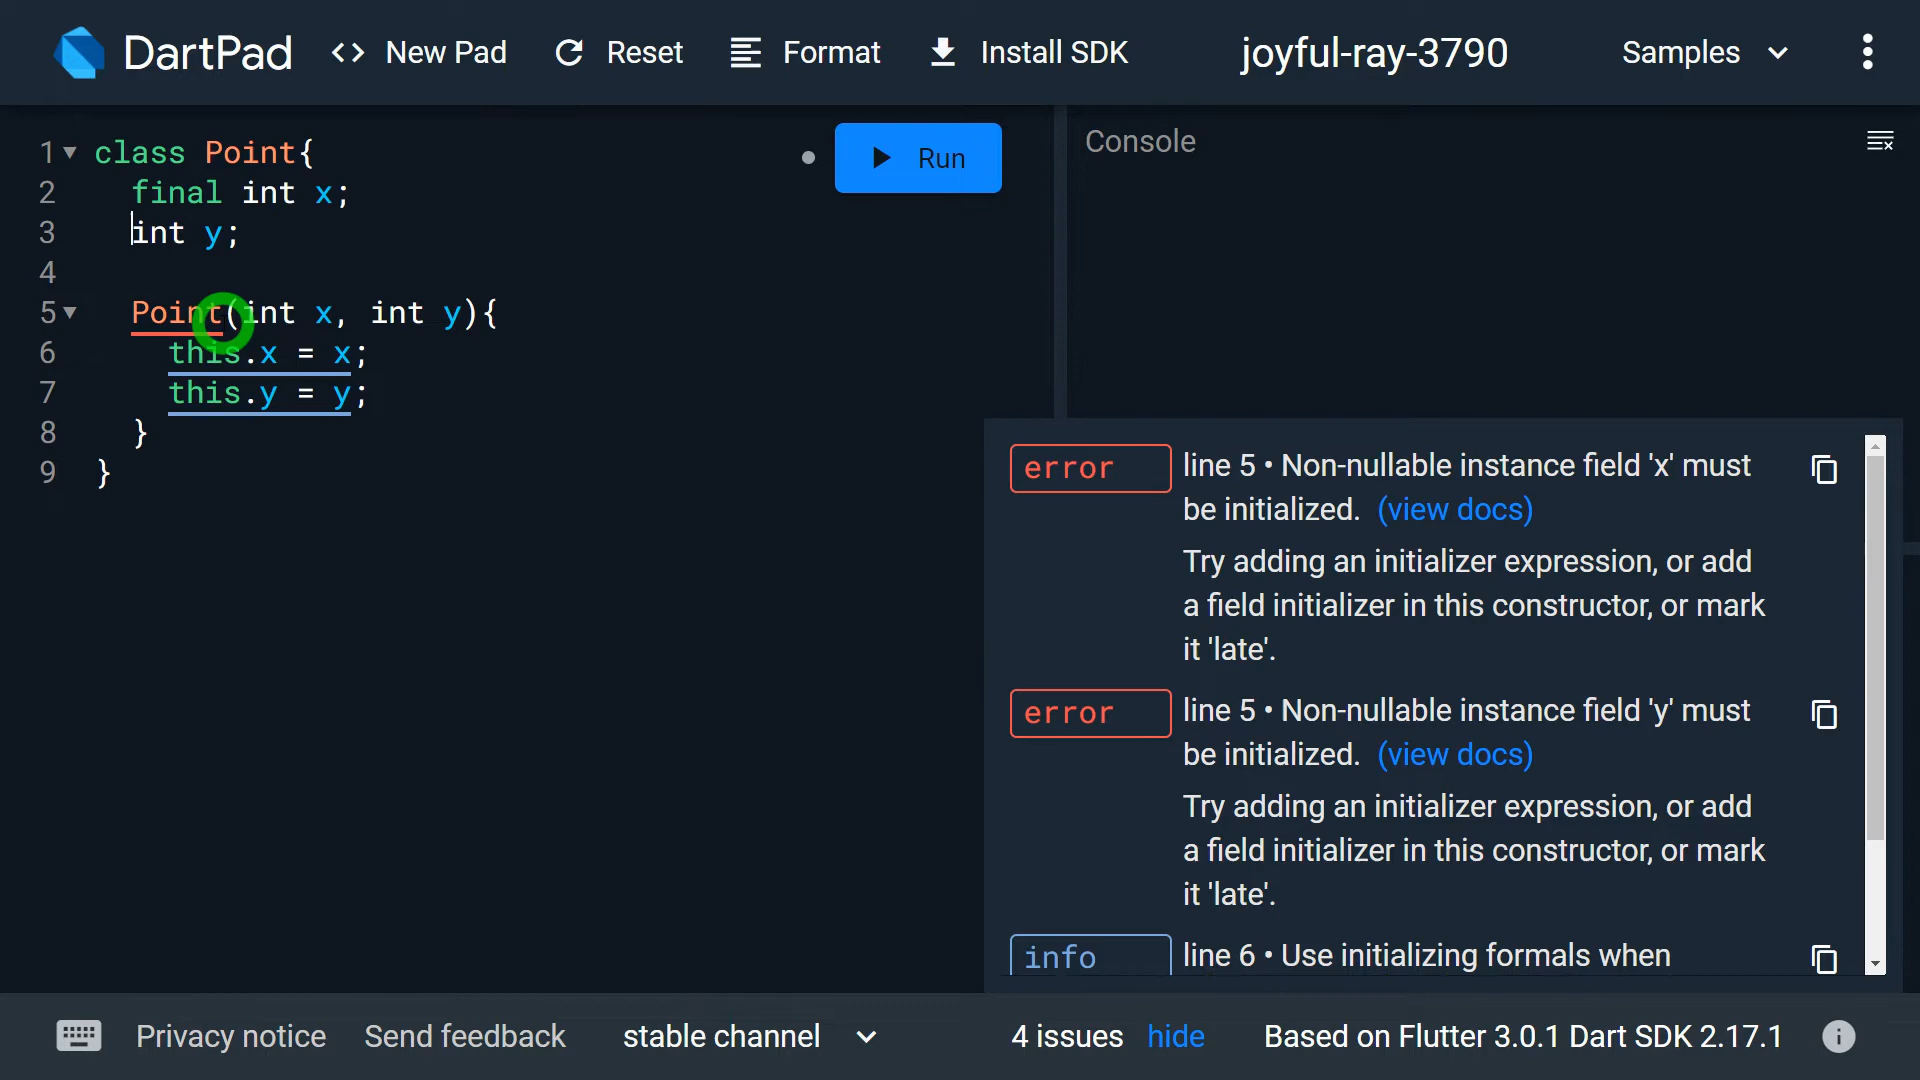 DartPad
<> New Pad
Reset
Format
Install SDK
joyful-ray-3790
Samples
1 class Point{
2 final int x;
3 int y;
4
5 Point(int x, int y){
6 this.x = x;
7 this.y = y;
8 }
9 }
Run
Console
error line 5 • Non-nullable instance field 'x' must
be initialized. (view docs)
Try adding an initializer expression, or add
a field initializer in this constructor, or mark
it 'late'.
error line 5 • Non-nullable instance field 'y' must
be initialized. (view docs)
Try adding an initializer expression, or add
a field initializer in this constructor, or mark
it 'late'.
info line 6 • Use initializing formals when
Privacy notice
Send feedback
stable channel
4 issues hide
Based on Flutter 3.0.1 Dart SDK 2.17.1